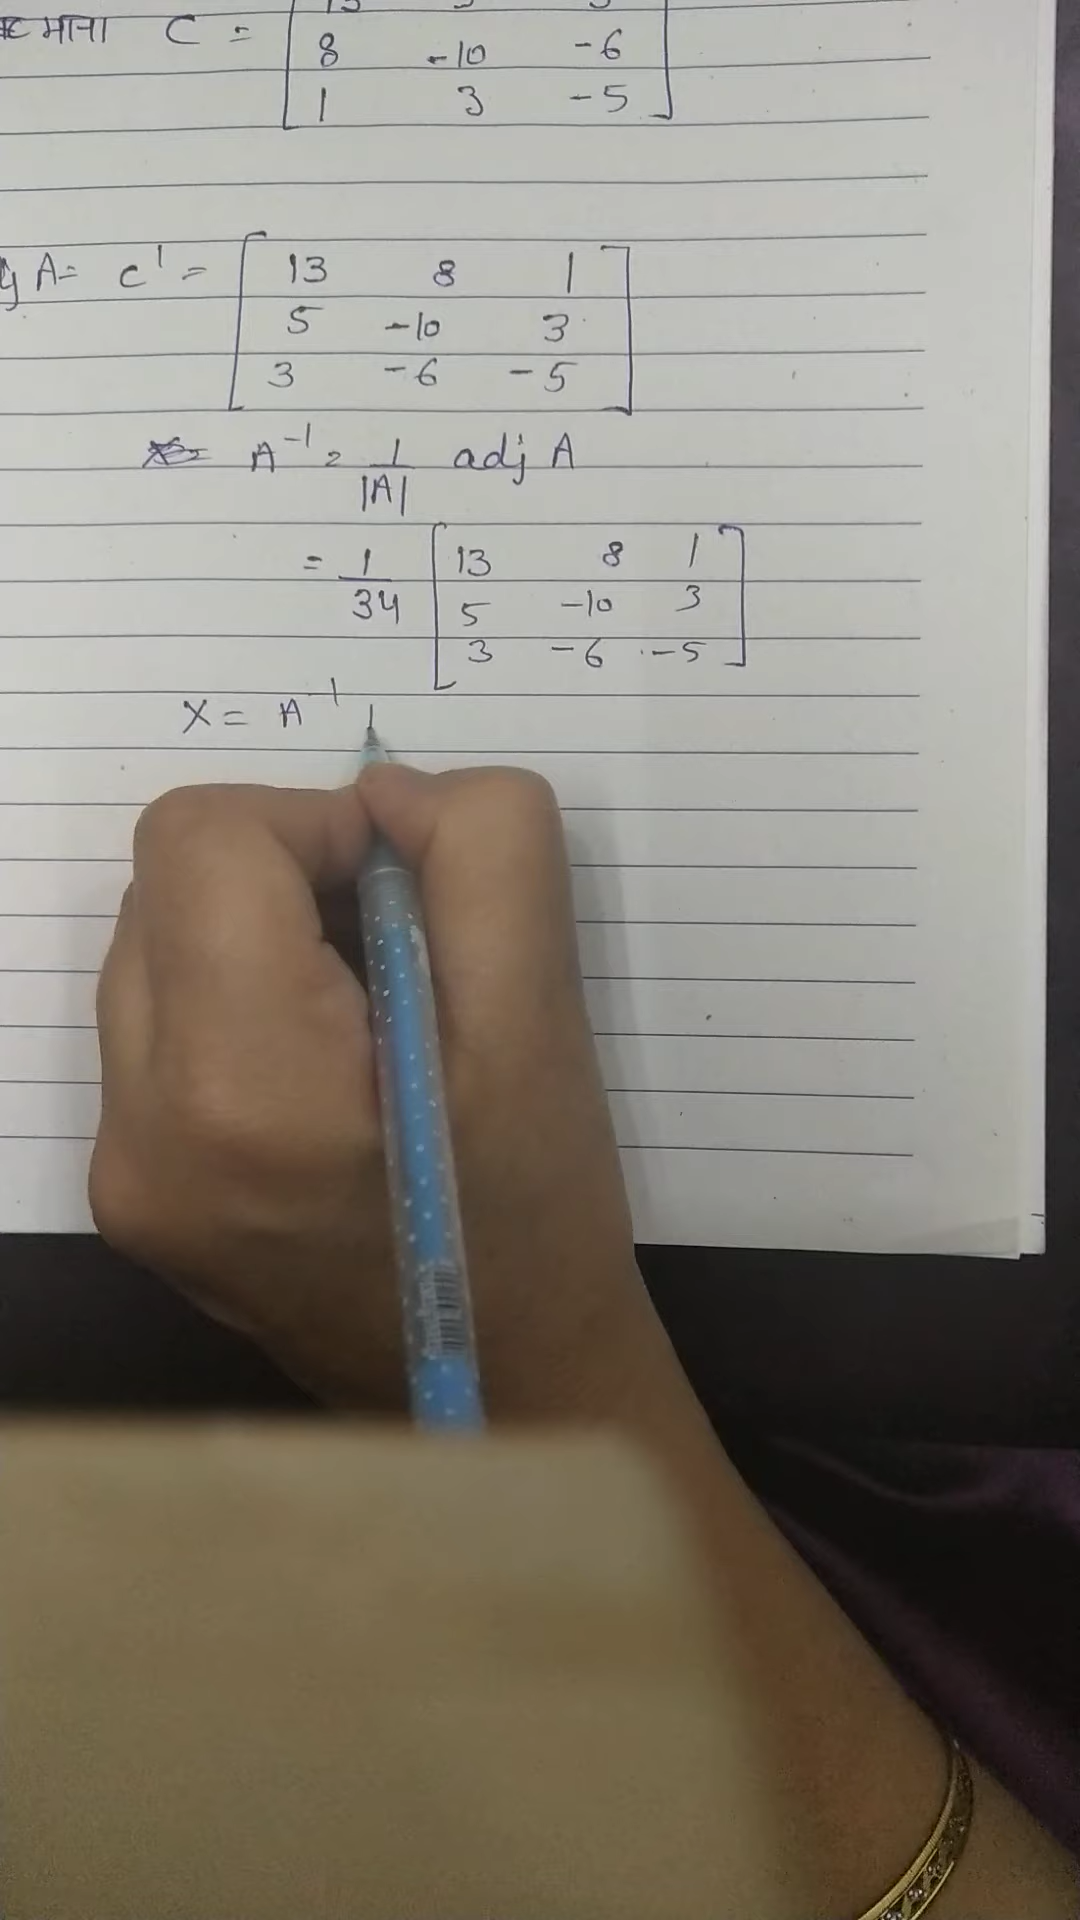 माना C =
8 -10 -6
1 3 -5
A = C' = 13 8 1
5 -10 3
3 -6 -5
A⁻¹ = 1/|A| adj A
= 1/34 13 8 1
5 -10 3
3 -6 -5
X = A⁻¹